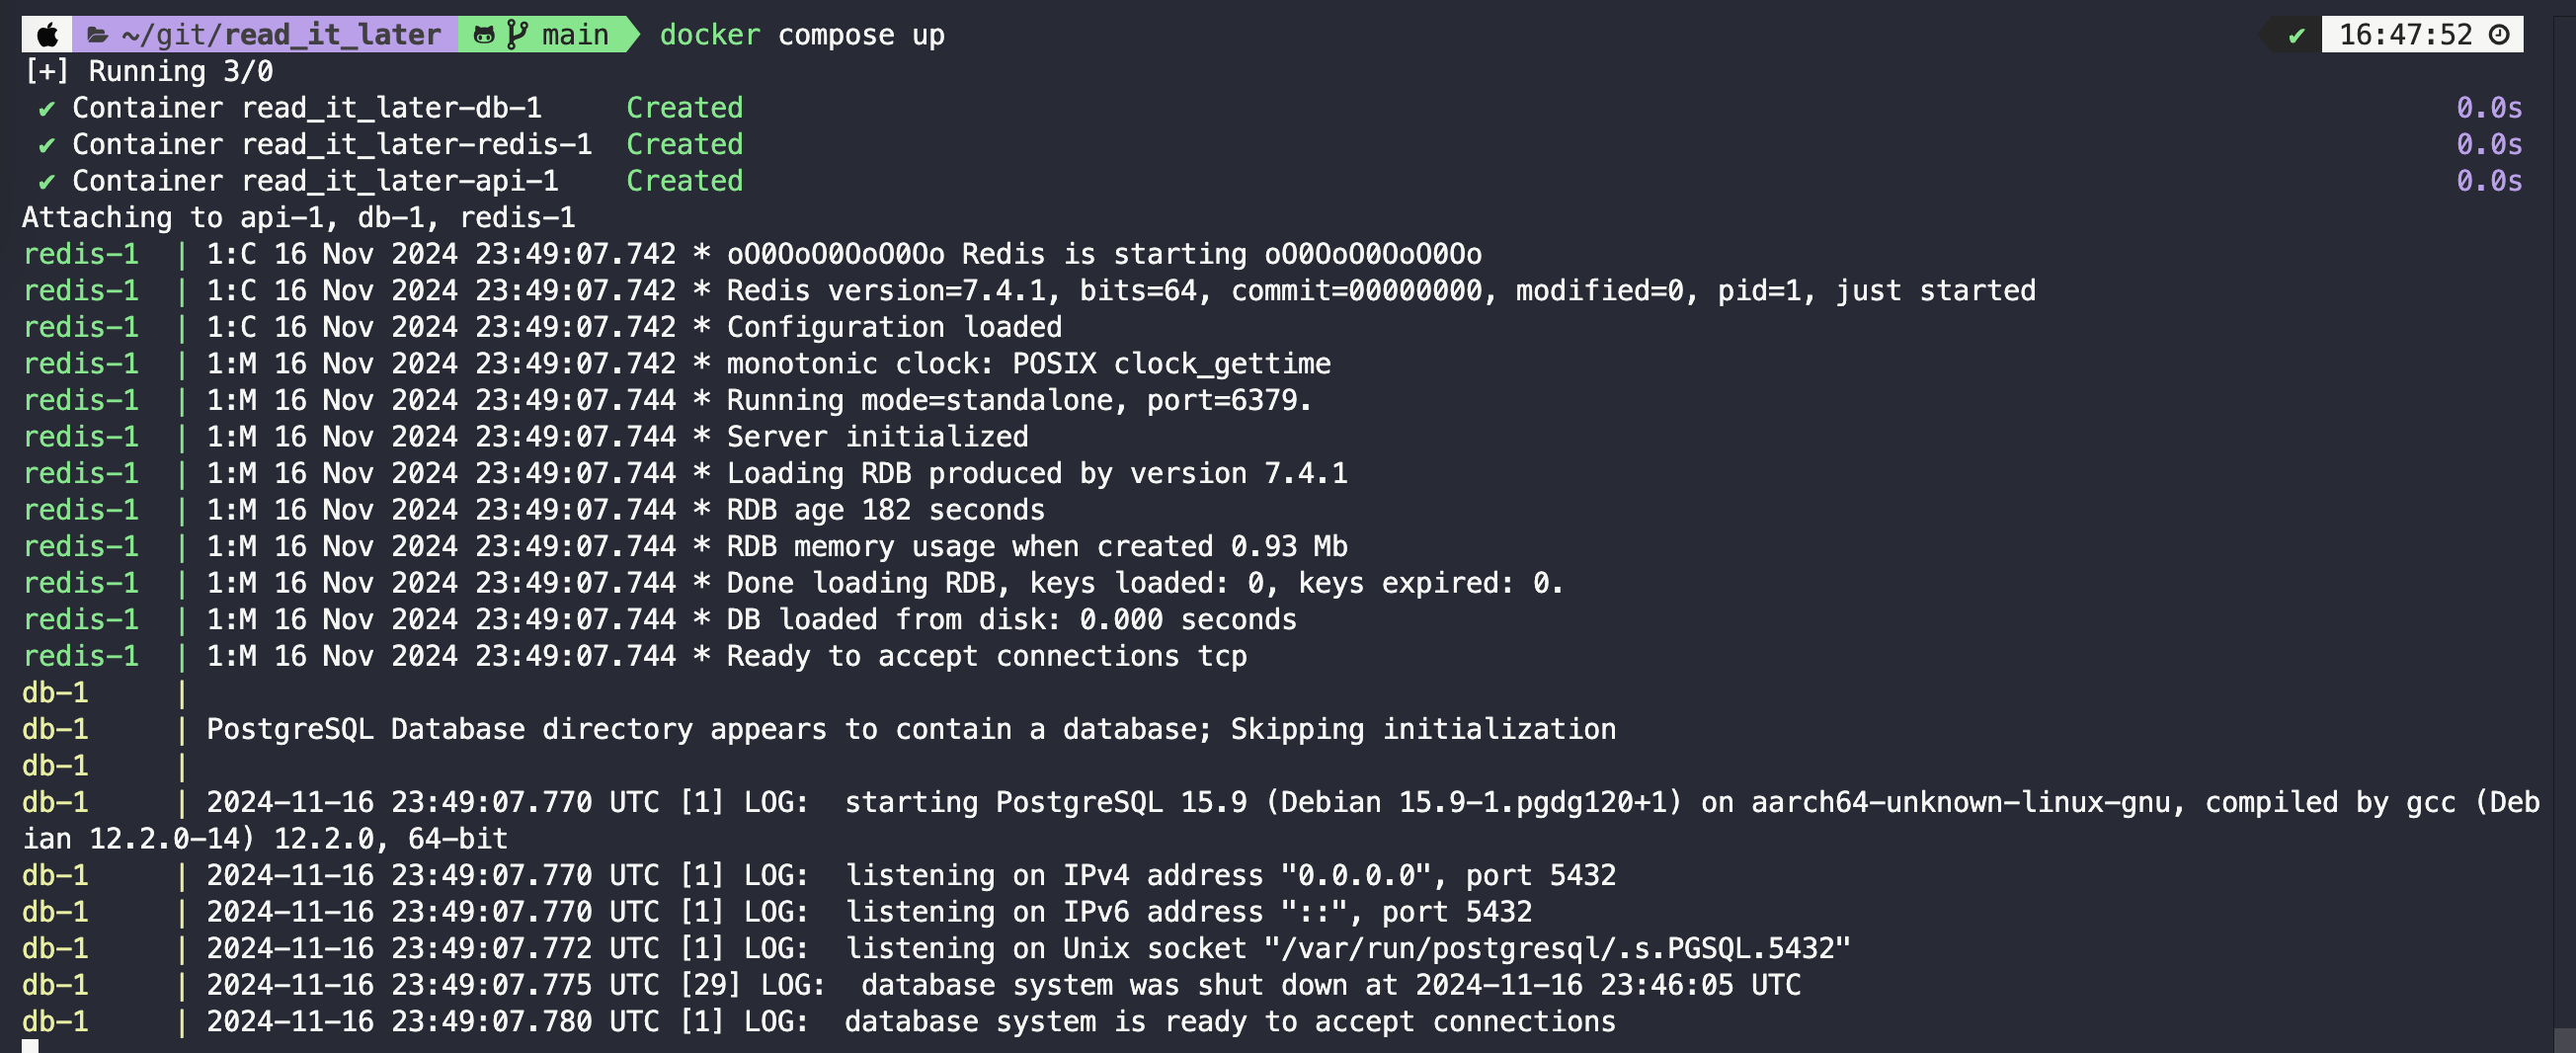 ~/git/read_it_later main docker compose up ✔ 16:47:52
[+] Running 3/0
✔ Container read_it_later-db-1 Created 0.0s
✔ Container read_it_later-redis-1 Created 0.0s
✔ Container read_it_later-api-1 Created 0.0s
Attaching to api-1, db-1, redis-1
redis-1 | 1:C 16 Nov 2024 23:49:07.742 * oO0OoO0OoO0Oo Redis is starting oO0OoO0OoO0Oo
redis-1 | 1:C 16 Nov 2024 23:49:07.742 * Redis version=7.4.1, bits=64, commit=00000000, modified=0, pid=1, just started
redis-1 | 1:C 16 Nov 2024 23:49:07.742 * Configuration loaded
redis-1 | 1:M 16 Nov 2024 23:49:07.742 * monotonic clock: POSIX clock_gettime
redis-1 | 1:M 16 Nov 2024 23:49:07.744 * Running mode=standalone, port=6379.
redis-1 | 1:M 16 Nov 2024 23:49:07.744 * Server initialized
redis-1 | 1:M 16 Nov 2024 23:49:07.744 * Loading RDB produced by version 7.4.1
redis-1 | 1:M 16 Nov 2024 23:49:07.744 * RDB age 182 seconds
redis-1 | 1:M 16 Nov 2024 23:49:07.744 * RDB memory usage when created 0.93 Mb
redis-1 | 1:M 16 Nov 2024 23:49:07.744 * Done loading RDB, keys loaded: 0, keys expired: 0.
redis-1 | 1:M 16 Nov 2024 23:49:07.744 * DB loaded from disk: 0.000 seconds
redis-1 | 1:M 16 Nov 2024 23:49:07.744 * Ready to accept connections tcp
db-1 |
db-1 | PostgreSQL Database directory appears to contain a database; Skipping initialization
db-1 |
db-1 | 2024-11-16 23:49:07.770 UTC [1] LOG:  starting PostgreSQL 15.9 (Debian 15.9-1.pgdg120+1) on aarch64-unknown-linux-gnu, compiled by gcc (Deb
ian 12.2.0-14) 12.2.0, 64-bit
db-1 | 2024-11-16 23:49:07.770 UTC [1] LOG:  listening on IPv4 address "0.0.0.0", port 5432
db-1 | 2024-11-16 23:49:07.770 UTC [1] LOG:  listening on IPv6 address "::", port 5432
db-1 | 2024-11-16 23:49:07.772 UTC [1] LOG:  listening on Unix socket "/var/run/postgresql/.s.PGSQL.5432"
db-1 | 2024-11-16 23:49:07.775 UTC [29] LOG:  database system was shut down at 2024-11-16 23:46:05 UTC
db-1 | 2024-11-16 23:49:07.780 UTC [1] LOG:  database system is ready to accept connections